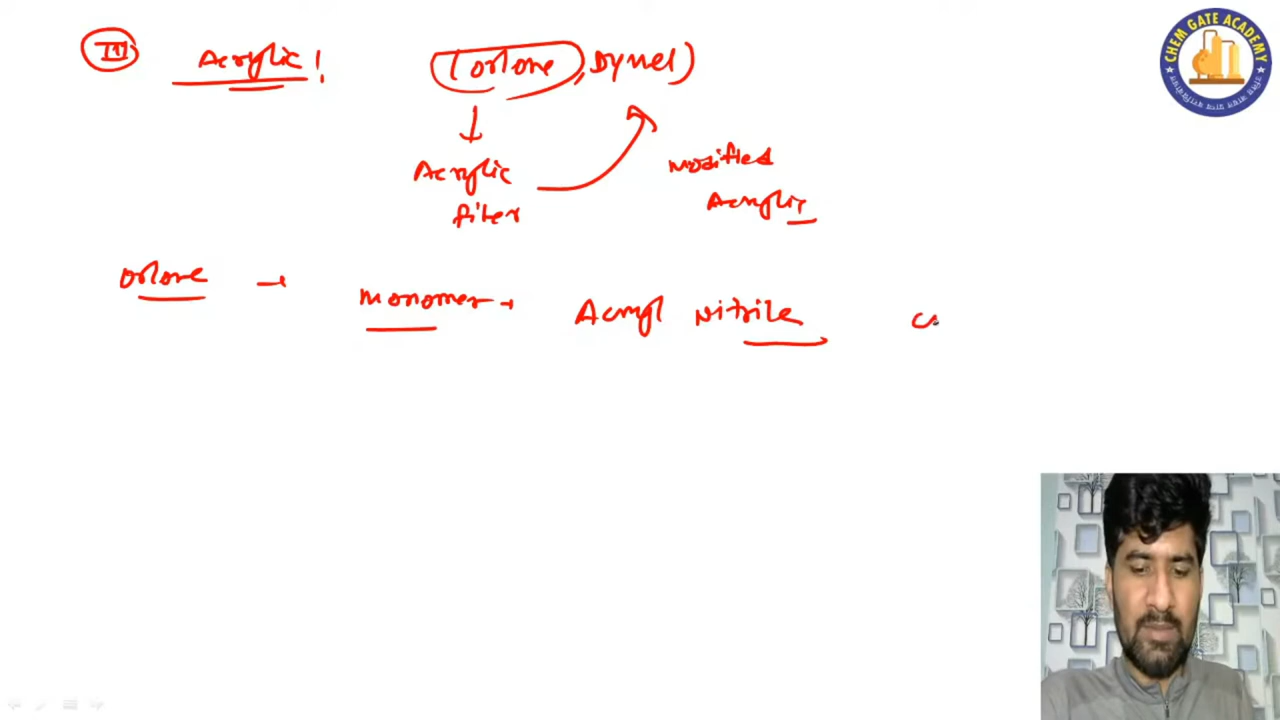 III Acrylic! (orlone, Dynel)
Acrylic
fiber
modified
Acrylic
orlone → monomer → Acryl Nitrile
CHEM GATE ACADEMY